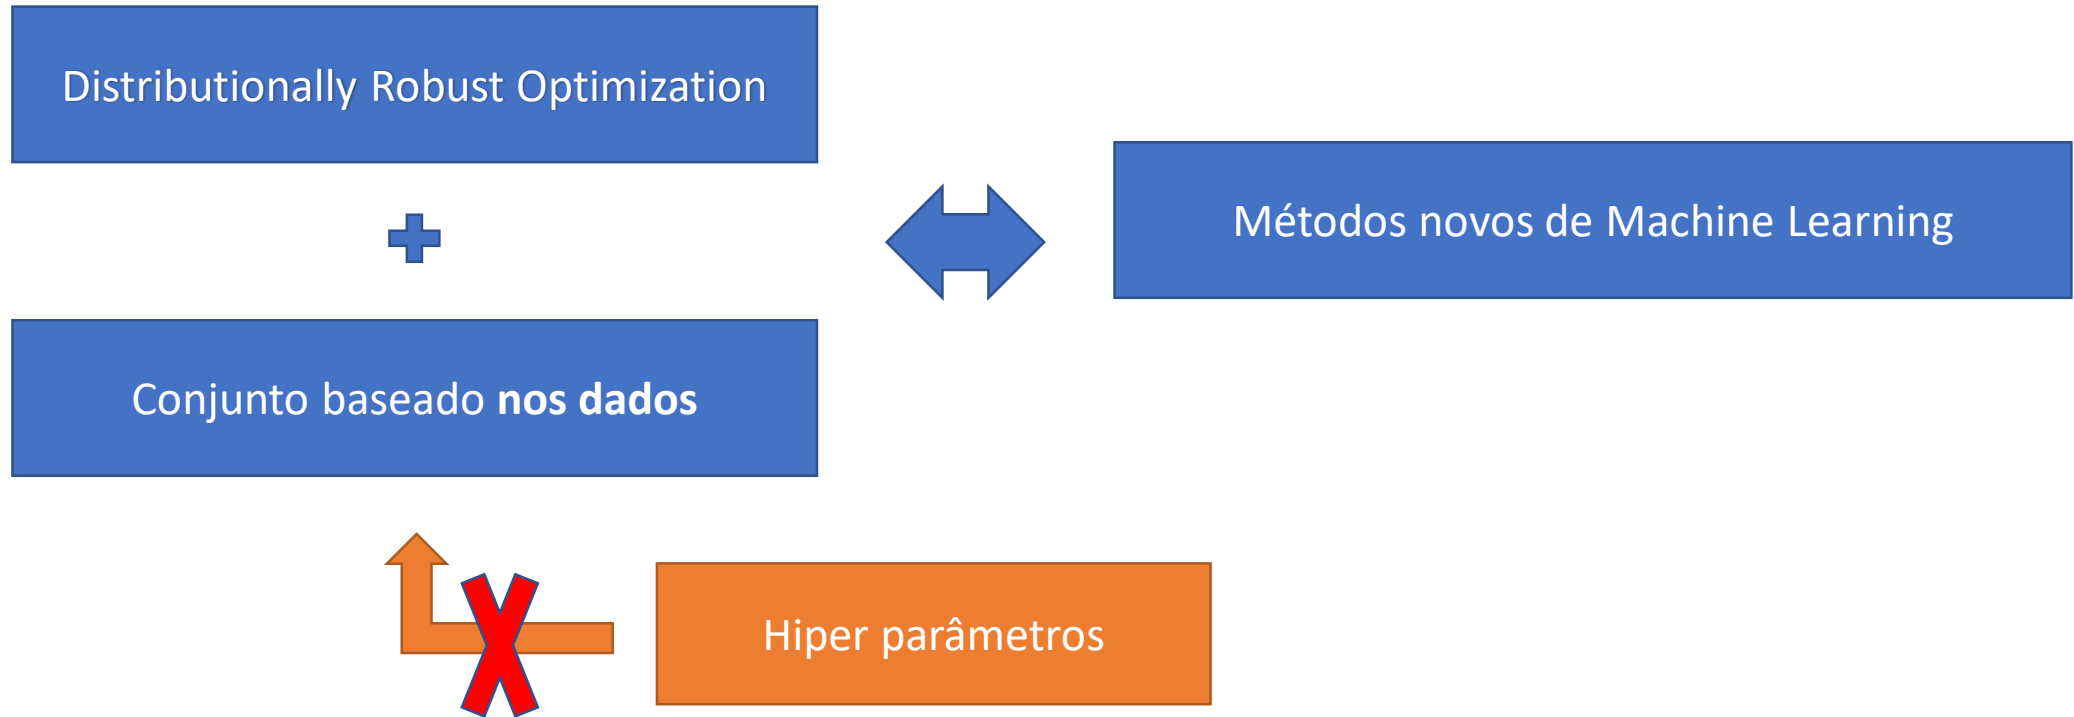 Distributionally Robust Optimization
Métodos novos de Machine Learning
Conjunto baseado nos dados
Hiper parâmetros